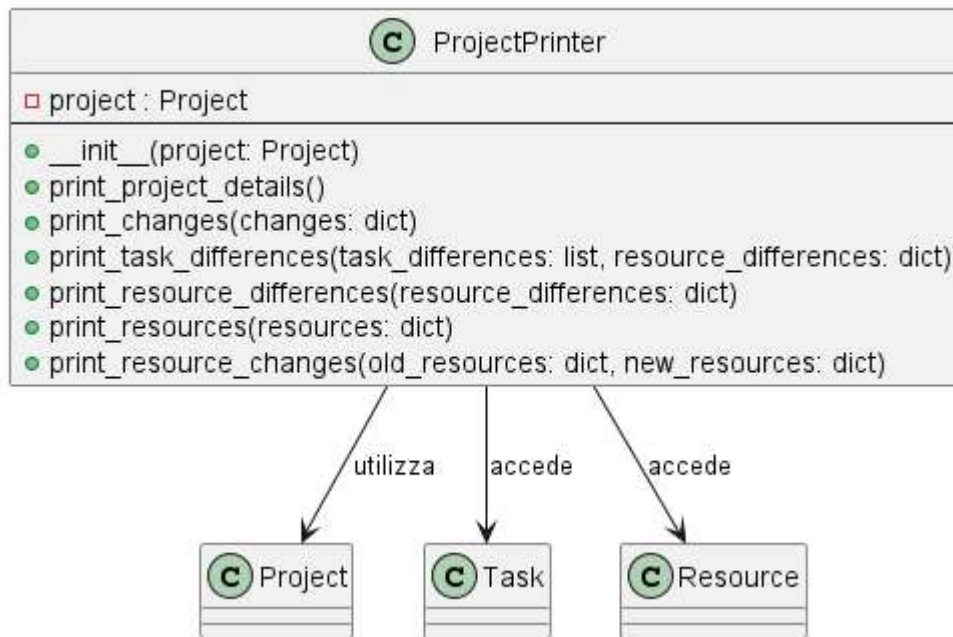 C ProjectPrinter
project : Project
__init__(project: Project)
print_project_details()
print_changes(changes: dict)
print_task_differences(task_differences: list, resource_differences: dict)
print_resource_differences(resource_differences: dict)
print_resources(resources: dict)
print_resource_changes(old_resources: dict, new_resources: dict)
utilizza accede accede
C Project C Task C Resource